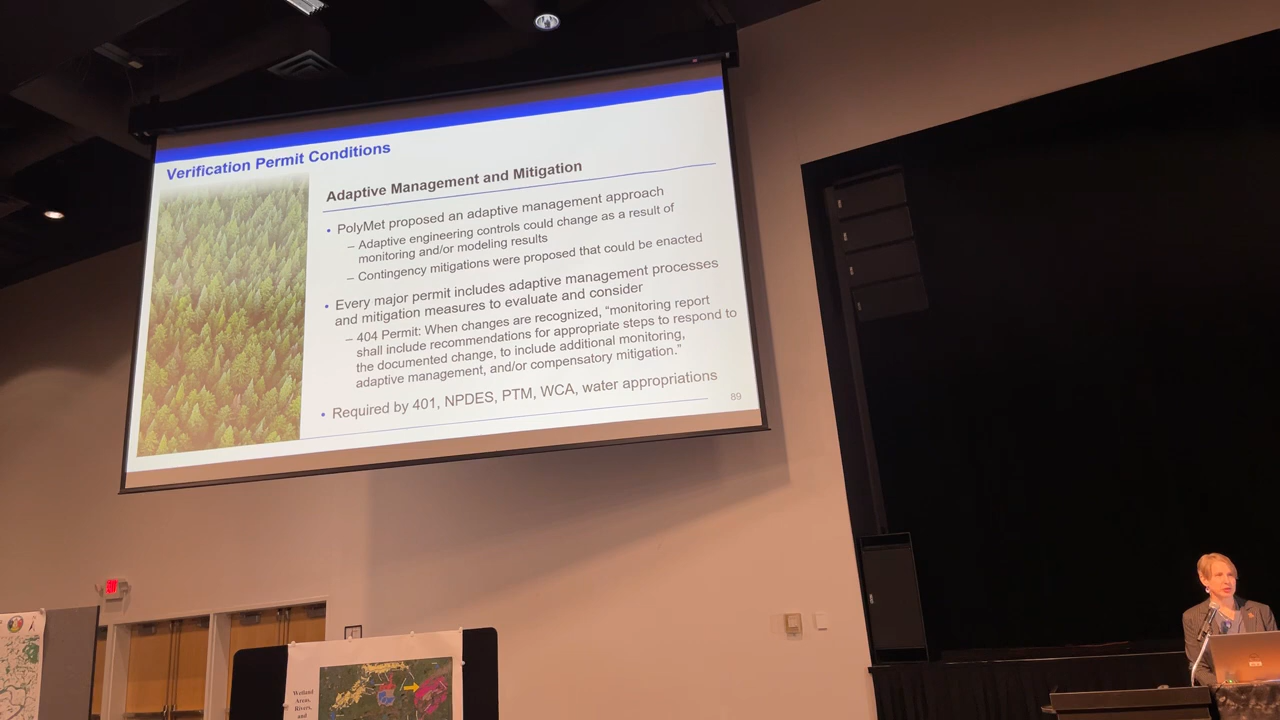 Verification Permit Conditions
Adaptive Management and Mitigation
• PolyMet proposed an adaptive management approach
– Adaptive engineering controls could change as a result of
monitoring and/or modeling results
– Contingency mitigations were proposed that could be enacted
• Every major permit includes adaptive management processes
and mitigation measures to evaluate and consider
– 404 Permit: When changes are recognized, “monitoring report
shall include recommendations for appropriate steps to respond to
the documented change, to include additional monitoring,
adaptive management, and/or compensatory mitigation.”
• Required by 401, NPDES, PTM, WCA, water appropriations
89
Wetland
Areas,
Rivers,
and